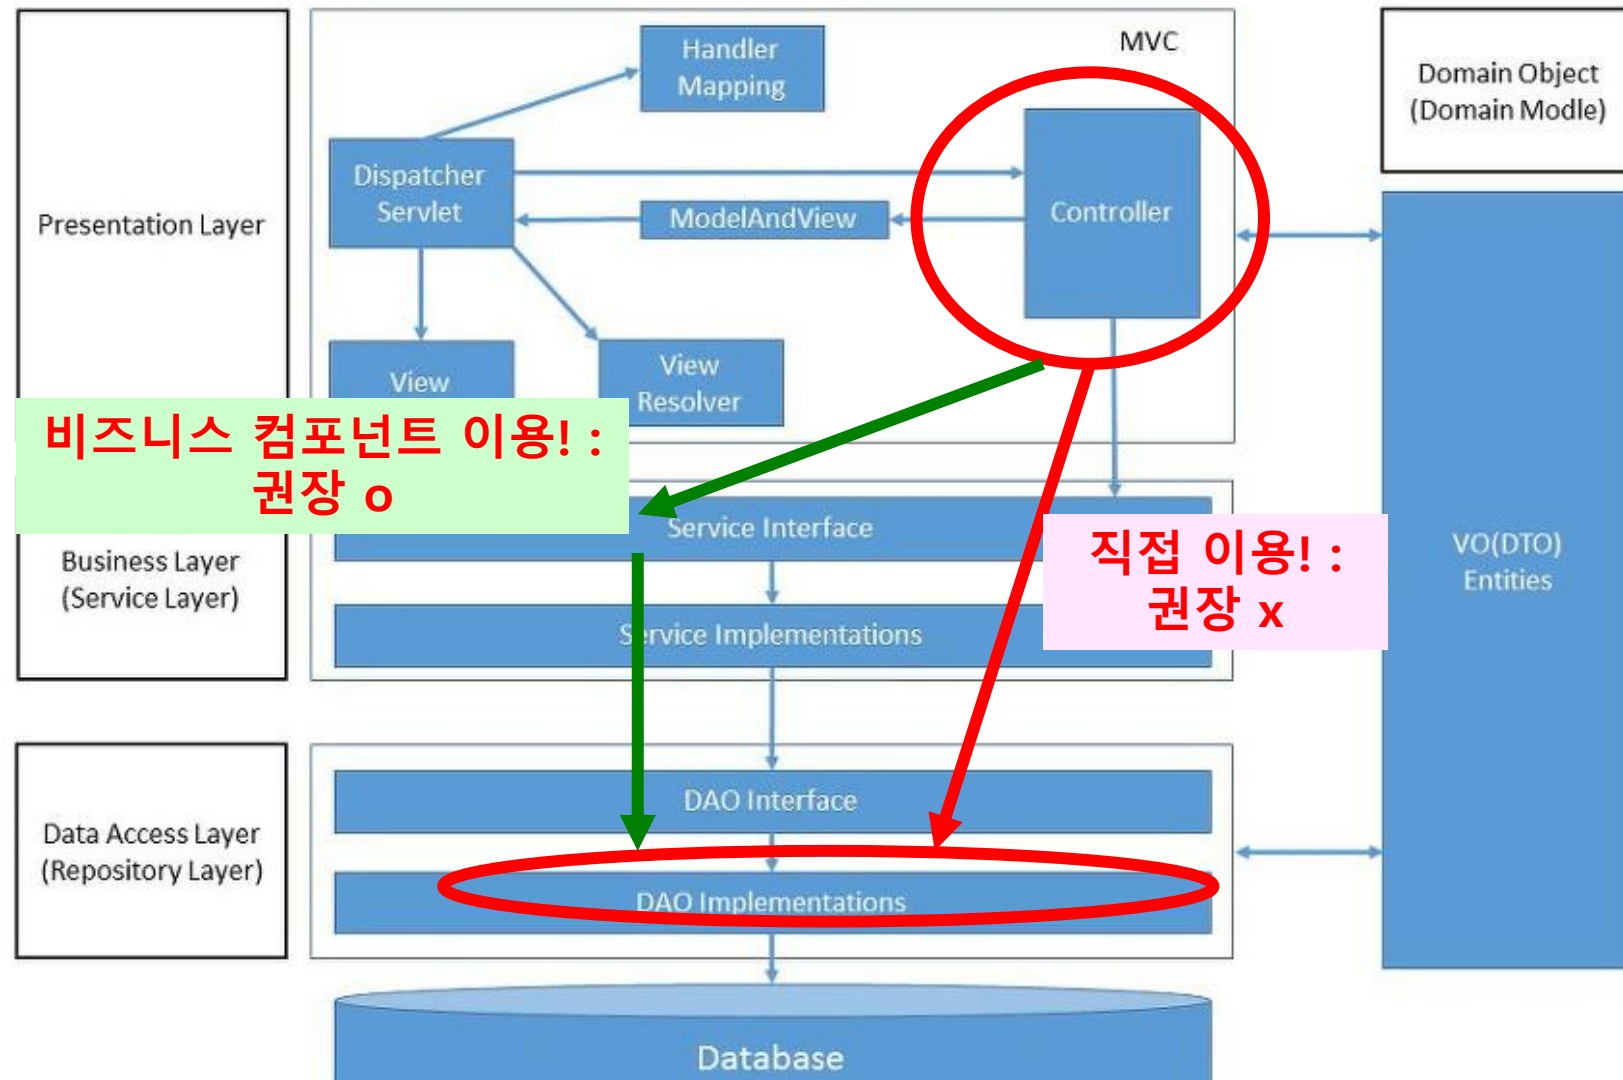 MVC
Handler
Mapping
Domain Object
(Domain Modle)
Dispatcher
Servlet
Presentation Layer
ModelAndView
Controller
View
View
Resolver
비즈니스 컴포넌트 이용! :
권장 o
Service Interface
직접 이용! :
권장 x
Business Layer
(Service Layer)
VO(DTO)
Entities
Service Implementations
DAO Interface
Data Access Layer
(Repository Layer)
DAO Implementations
Database